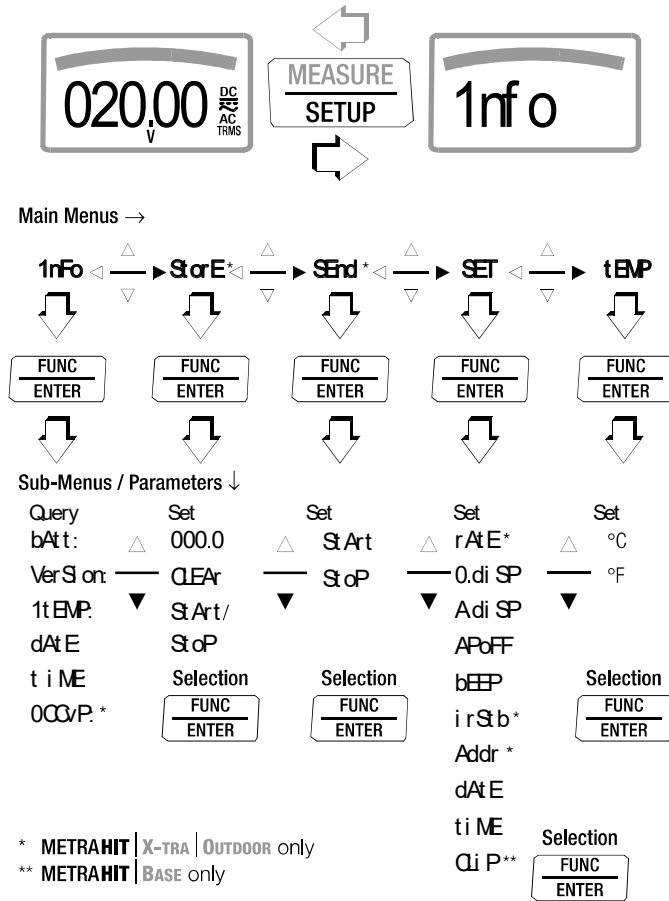 020.00 V DC AC TRMS
MEASURE
SETUP
1nfo
Main Menus →
1nFo ◁ ▶ StorE* ◁ ▶ SEnd * ◁ ▶ SET ◁ ▶ tEMP
FUNC FUNC FUNC FUNC FUNC
ENTER ENTER ENTER ENTER ENTER
Sub-Menus / Parameters ↓
Query
bAtt:
VerSion:
1tEMP:
dAtE
tiME
0CCvP: *
Set
000.0
CLEAr
StArt/
StoP
Selection
FUNC
ENTER
Set
StArt
StoP
Selection
FUNC
ENTER
Set
rAtE*
0.diSP
AdiSP
APoFF
bEEP
irStb*
Addr *
dAtE
tiME
CLiP**
Selection
FUNC
ENTER
Set
°C
°F
Selection
FUNC
ENTER
* METRAHIT | X-TRA | OUTDOOR only
** METRAHIT | BASE only